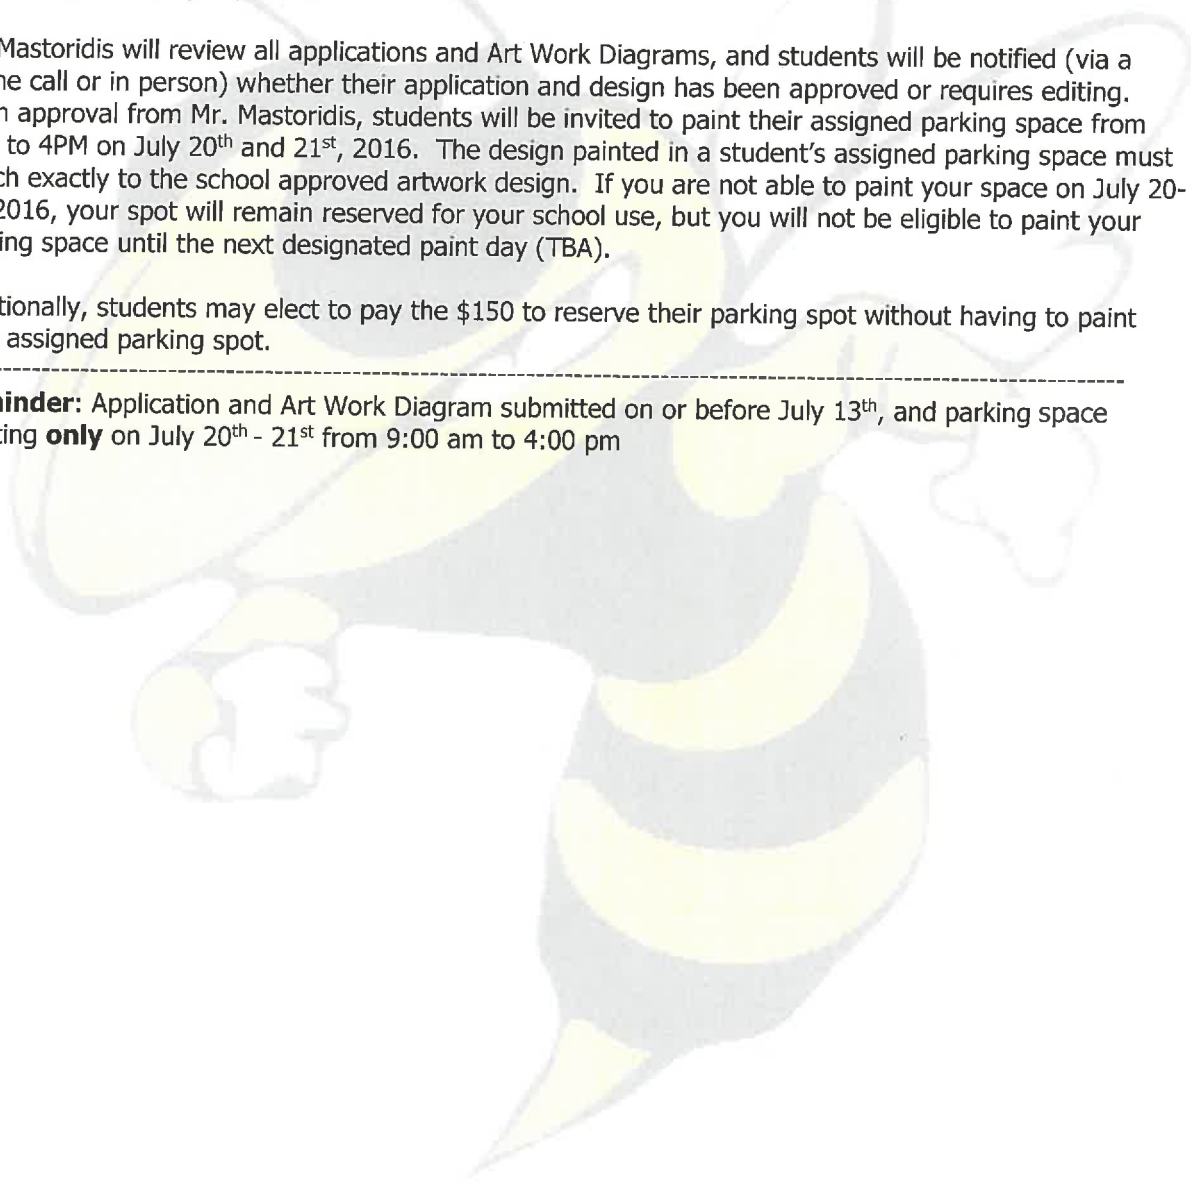 Mastoridis will review all applications and Art Work Diagrams, and students will be notified (via a
ne call or in person) whether their application and design has been approved or requires editing.
n approval from Mr. Mastoridis, students will be invited to paint their assigned parking space from
to 4PM on July 20th and 21st, 2016. The design painted in a student's assigned parking space must
ch exactly to the school approved artwork design. If you are not able to paint your space on July 20-
2016, your spot will remain reserved for your school use, but you will not be eligible to paint your
ing space until the next designated paint day (TBA).
tionally, students may elect to pay the $150 to reserve their parking spot without having to paint
assigned parking spot.
inder: Application and Art Work Diagram submitted on or before July 13th, and parking space
ting only on July 20th - 21st from 9:00 am to 4:00 pm